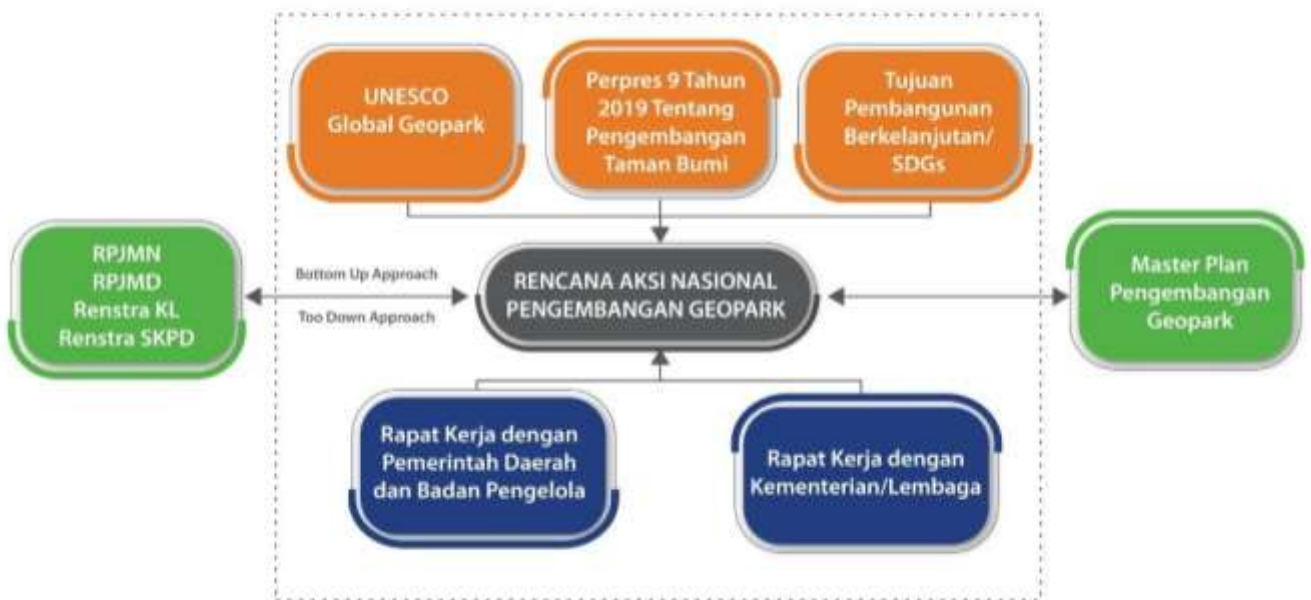 UNESCO
Global Geopark
Perpres 9 Tahun
2019 Tentang
Pengembangan
Taman Bumi
Tujuan
Pembangunan
Berkelanjutan/
SDGs
RPJMN
RPJMD
Renstra KL
Renstra SKPD
Bottom Up Approach
Too Down Approach
RENCANA AKSI NASIONAL
PENGEMBANGAN GEOPARK
Master Plan
Pengembangan
Geopark
Rapat Kerja dengan
Pemerintah Daerah
dan Badan Pengelola
Rapat Kerja dengan
Kementerian/Lembaga